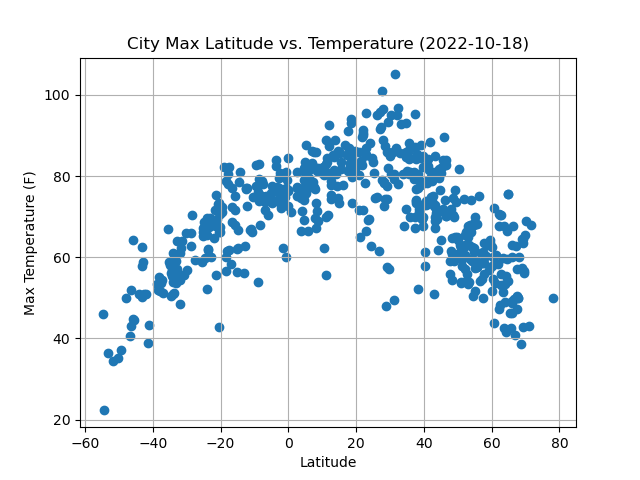 City Max Latitude vs. Temperature (2022-10-18)
Max Temperature (F)
100
80
60
40
20
−60 −40 −20 0 20 40 60 80
Latitude